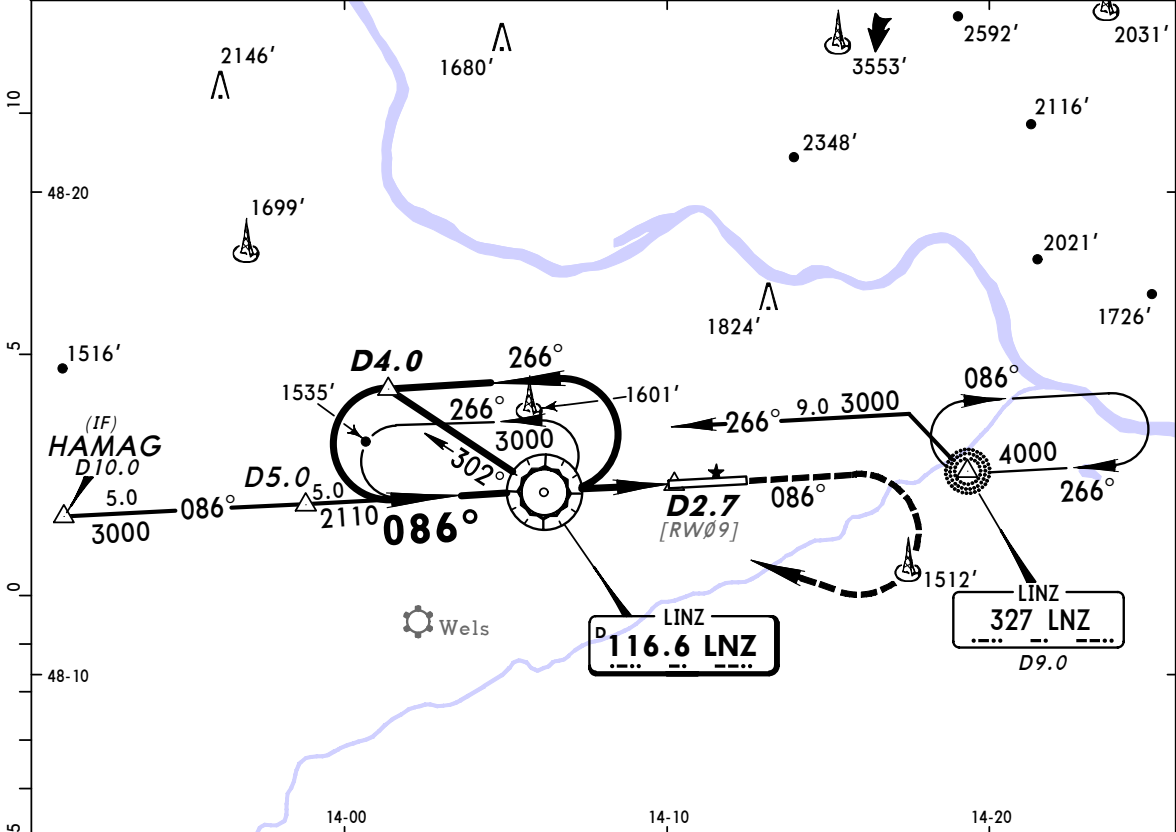 2592'
2031'
2146'
1680'
3553'
10
2116'
2348'
48-20
1699'
2021'
1726'
1824'
5
1516'
D4.0
266°
1535'
1601'
086°
(IF)
HAMAG
D10.0
266°
3000
266°
9.0
3000
4000
302°
D5.0
5.0
086°
3000
5.0
2110
086°
086°
D2.7
[RWØ9]
266°
1512'
0
Wels
LINZ
D
116.6 LNZ
LINZ
327 LNZ
D9.0
48-10
5
14-00
14-10
14-20